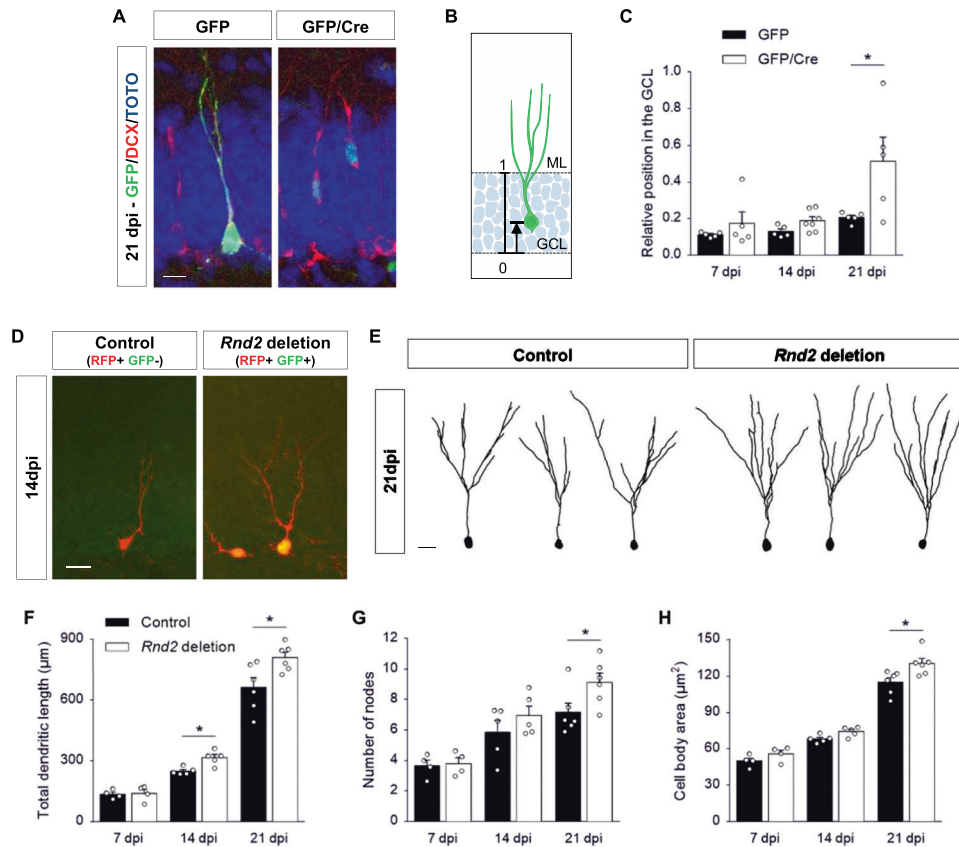 A
GFP
GFP/Cre
21 dpi - GFP/DCX/TOTO
B
1
ML
GCL
0
C
GFP
GFP/Cre
*
Relative position in the GCL
1.0
0.8
0.6
0.4
0.2
0.0
7 dpi
14 dpi
21 dpi
D
Control
(RFP+ GFP-)
Rnd2 deletion
(RFP+ GFP+)
14dpi
E
Control
Rnd2 deletion
21dpi
F
Control
Rnd2 deletion
*
*
Total dendritic length (µm)
900
600
300
0
7 dpi
14 dpi
21 dpi
G
*
Number of nodes
12
10
8
6
4
2
0
7 dpi
14 dpi
21 dpi
H
*
Cell body area (µm²)
150
120
90
60
30
0
7 dpi
14 dpi
21 dpi